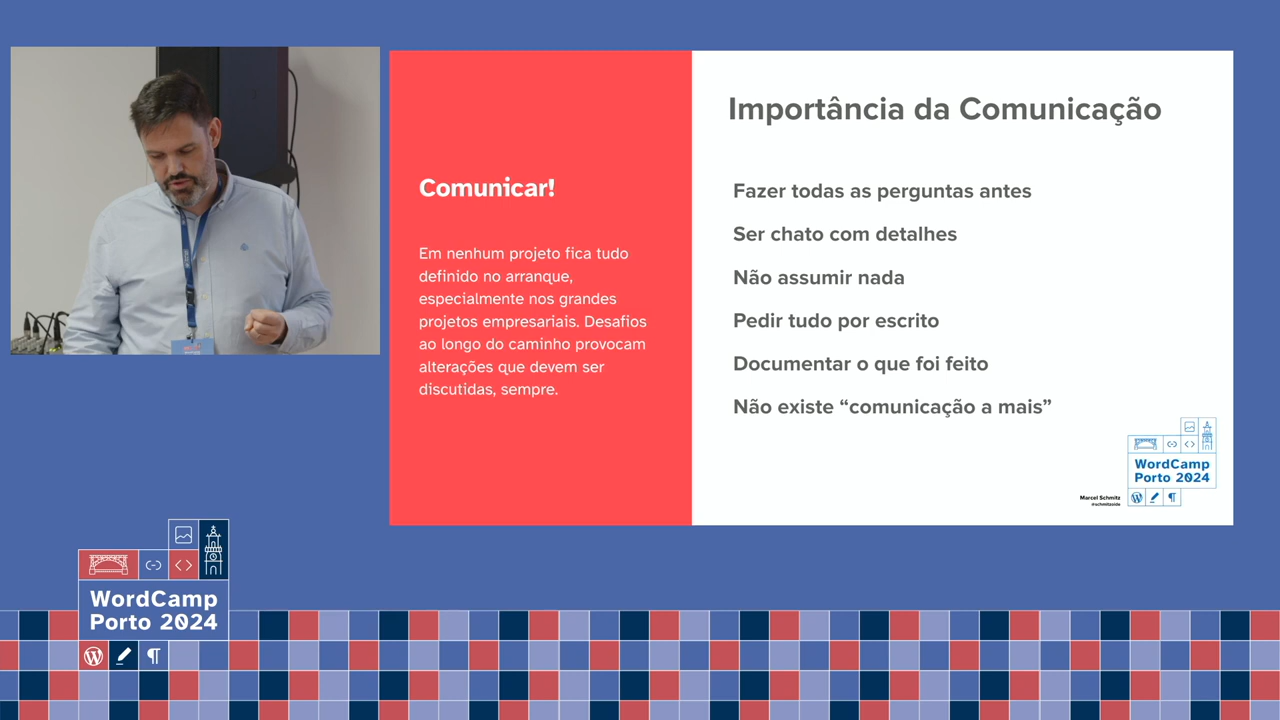 Comunicar!
Em nenhum projeto fica tudo
definido no arranque,
especialmente nos grandes
projetos empresariais. Desafios
ao longo do caminho provocam
alterações que devem ser
discutidas, sempre.
Importância da Comunicação
Fazer todas as perguntas antes
Ser chato com detalhes
Não assumir nada
Pedir tudo por escrito
Documentar o que foi feito
Não existe “comunicação a mais”
WordCamp
Porto 2024
Marcel Schmitz
@schmitzoide
WordCamp
Porto 2024